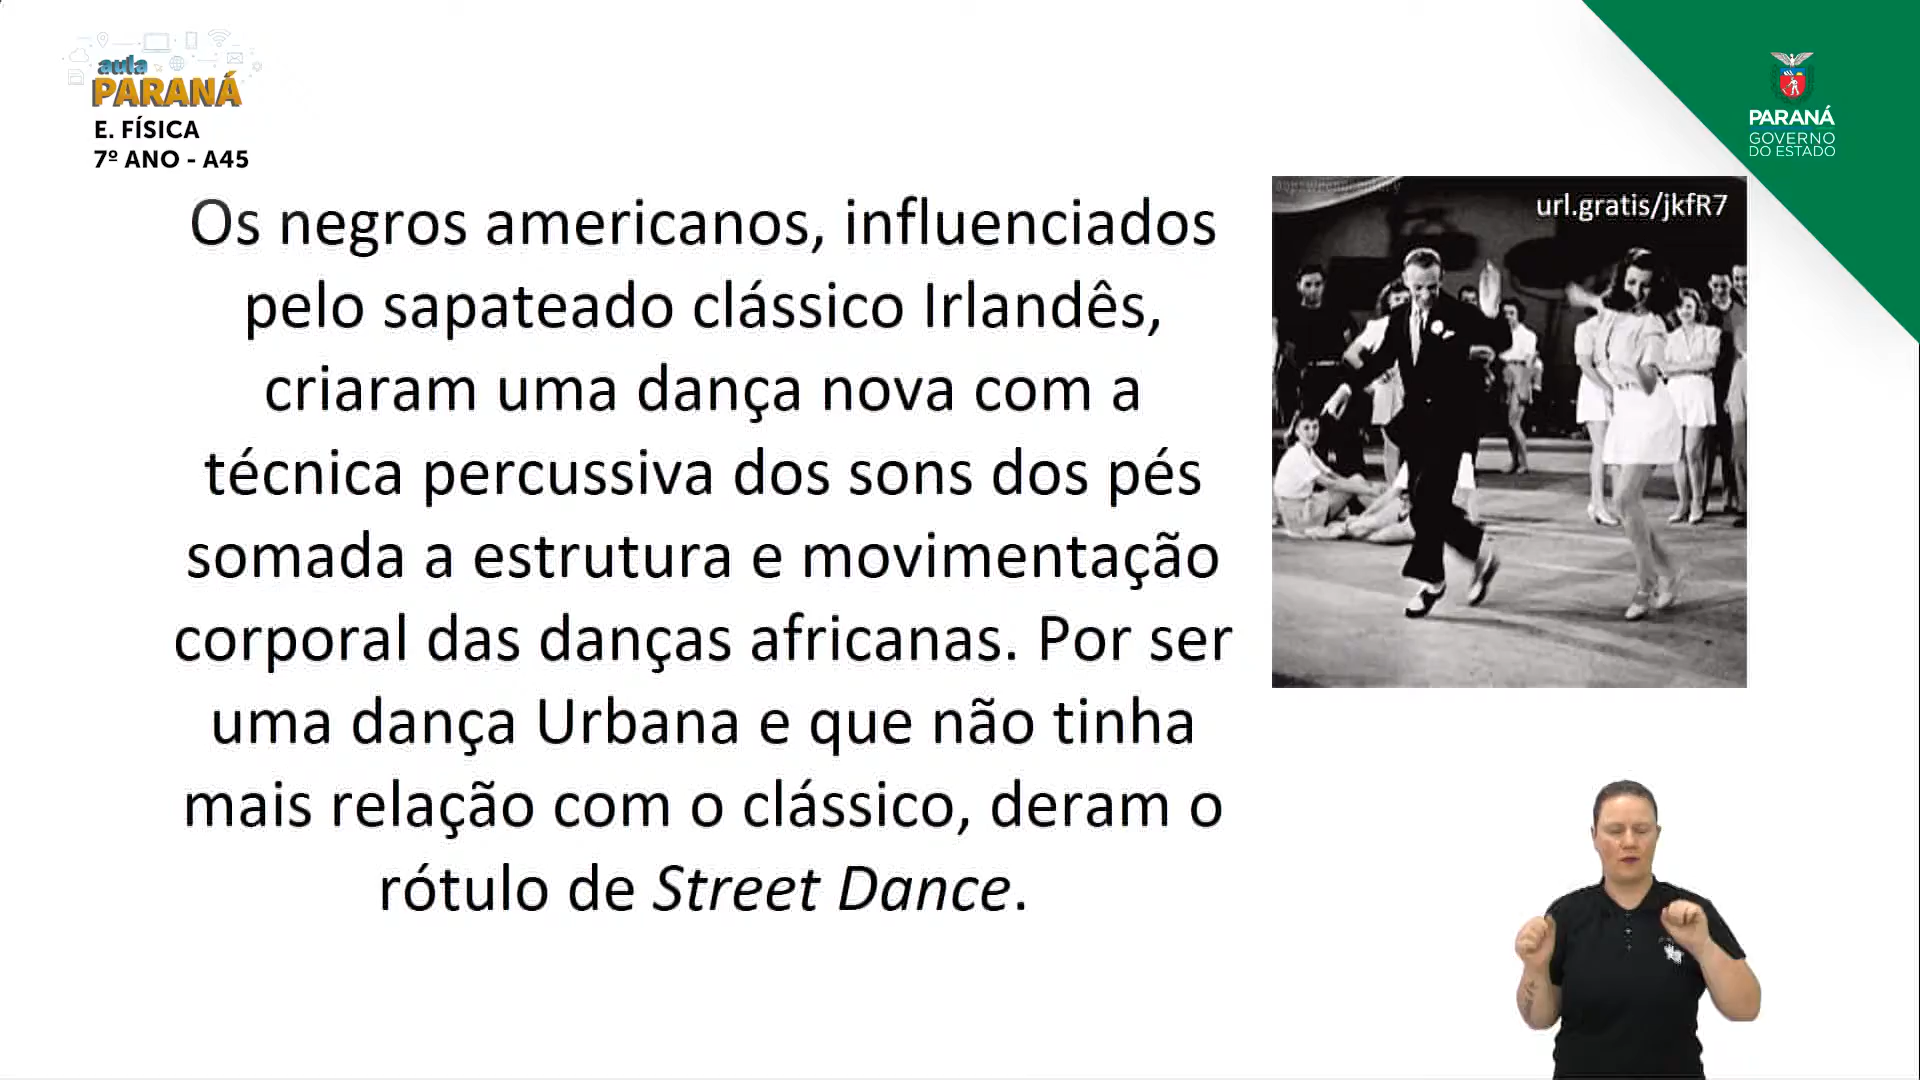 aula
PARANÁ
E. FÍSICA
7º ANO - A45
PARANÁ
GOVERNO
DO ESTADO
url.gratis/jkfR7
Os negros americanos, influenciados
pelo sapateado clássico Irlandês,
criaram uma dança nova com a
técnica percussiva dos sons dos pés
somada a estrutura e movimentação
corporal das danças africanas. Por ser
uma dança Urbana e que não tinha
mais relação com o clássico, deram o
rótulo de Street Dance.